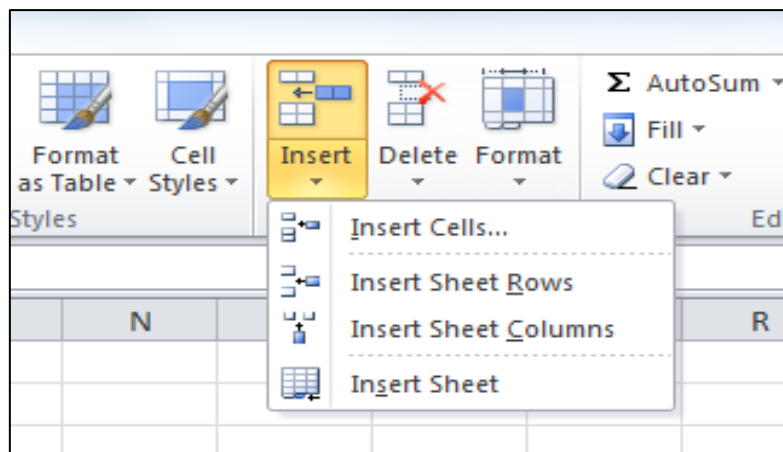 Format as Table
Cell Styles
Insert
Delete
Format
Σ AutoSum
Fill
Clear
Styles
Ed
Insert Cells...
Insert Sheet Rows
Insert Sheet Columns
Insert Sheet
N
R